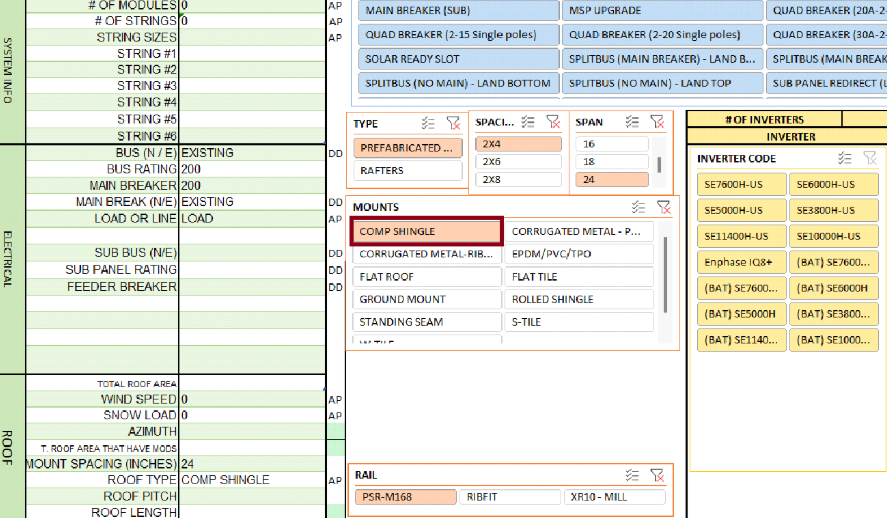 SYSTEM INFO
# OF MODULES 0 AP
# OF STRINGS 0 AP
STRING SIZES AP
STRING #1
STRING #2
STRING #3
STRING #4
STRING #5
STRING #6
ELECTRICAL
BUS (N / E) EXISTING DD
BUS RATING 200
MAIN BREAKER 200
MAIN BREAK (N/E) EXISTING DD
LOAD OR LINE LOAD AP
SUB BUS (N/E) DD
SUB PANEL RATING DD
FEEDER BREAKER DD
ROOF
TOTAL ROOF AREA
WIND SPEED 0 AP
SNOW LOAD 0 AP
AZIMUTH
T. ROOF AREA THAT HAVE MODS
MOUNT SPACING (INCHES) 24
ROOF TYPE COMP SHINGLE AP
ROOF PITCH
ROOF LENGTH
MAIN BREAKER (SUB) MSP UPGRADE QUAD BREAKER (20A-2-
QUAD BREAKER (2-15 Single poles) QUAD BREAKER (2-20 Single poles) QUAD BREAKER (30A-2-
SOLAR READY SLOT SPLITBUS (MAIN BREAKER) - LAND B... SPLITBUS (MAIN BREAK
SPLITBUS (NO MAIN) - LAND BOTTOM SPLITBUS (NO MAIN) - LAND TOP SUB PANEL REDIRECT (L
TYPE
PREFABRICATED ...
RAFTERS
SPACI...
2X4
2X6
2X8
SPAN
16
18
24
MOUNTS
COMP SHINGLE CORRUGATED METAL - P...
CORRUGATED METAL-RIB... EPDM/PVC/TPO
FLAT ROOF FLAT TILE
GROUND MOUNT ROLLED SHINGLE
STANDING SEAM S-TILE
RAIL
PSR-M168 RIBFIT XR10 - MILL
# OF INVERTERS
INVERTER
INVERTER CODE
SE7600H-US SE6000H-US
SE5000H-US SE3800H-US
SE11400H-US SE10000H-US
Enphase IQ8+ (BAT) SE7600...
(BAT) SE7600... (BAT) SE6000H
(BAT) SE5000H (BAT) SE3800...
(BAT) SE1140... (BAT) SE1000...